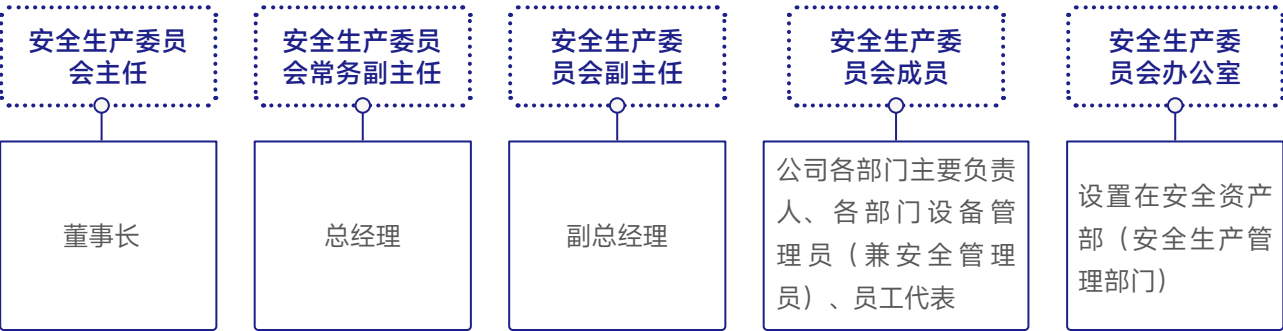 安全生产委员
会主任
董事长
安全生产委员
会常务副主任
总经理
安全生产委
员会副主任
副总经理
安全生产委
员会成员
公司各部门主要负责
人、各部门设备管
理员（兼安全管理
员）、员工代表
安全生产委
员会办公室
设置在安全资产
部（安全生产管
理部门）